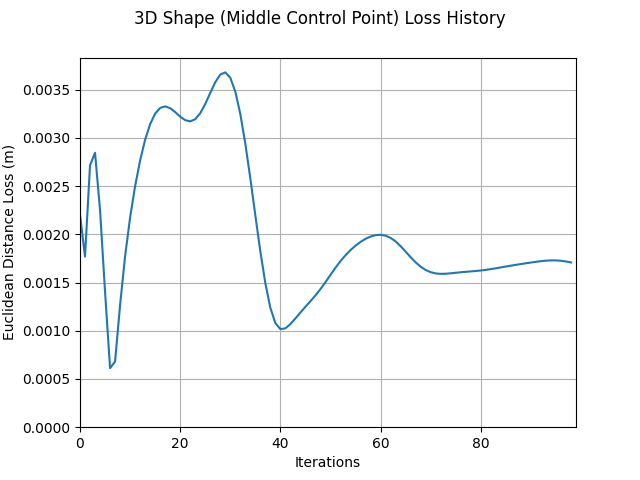 3D Shape (Middle Control Point) Loss History
Euclidean Distance Loss (m)
0.0035
0.0030
0.0025
0.0020
0.0015
0.0010
0.0005
0.0000
0 20 40 60 80
Iterations